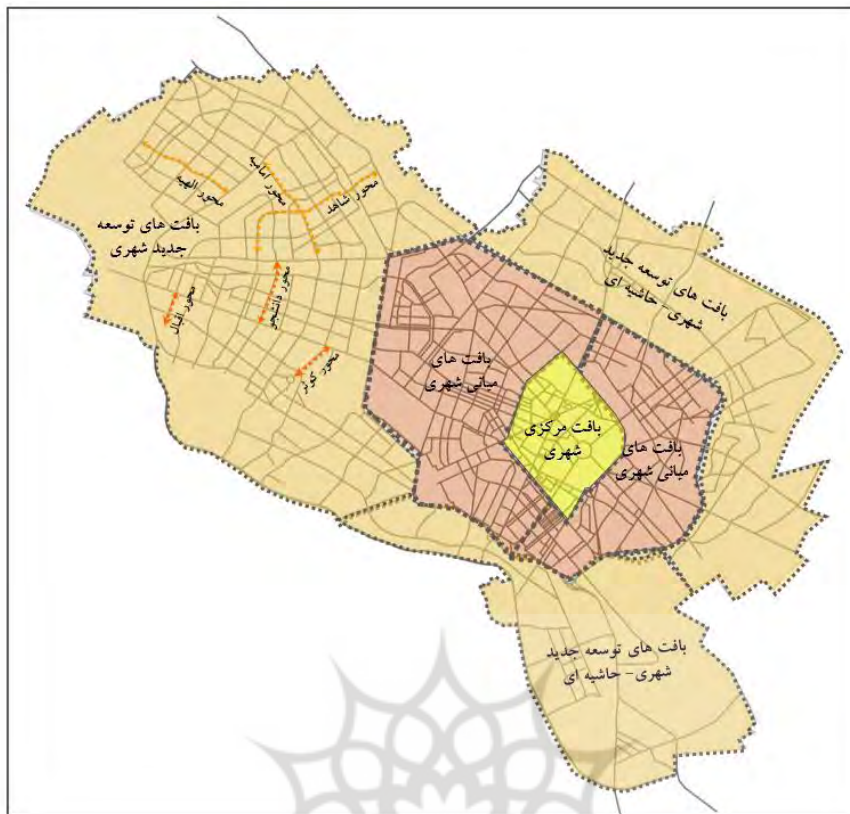 محور الهیه
محور امامیه
محور شاهد
بافت های توسعه
جدید شهری
محور دانشجو
محور اقبال
محور کوثر
بافت های توسعه جدید
شهری- حاشیه ای
بافت های
میانی شهری
بافت مرکزی
شهری
بافت های
میانی شهری
بافت های توسعه جدید
شهری- حاشیه ای